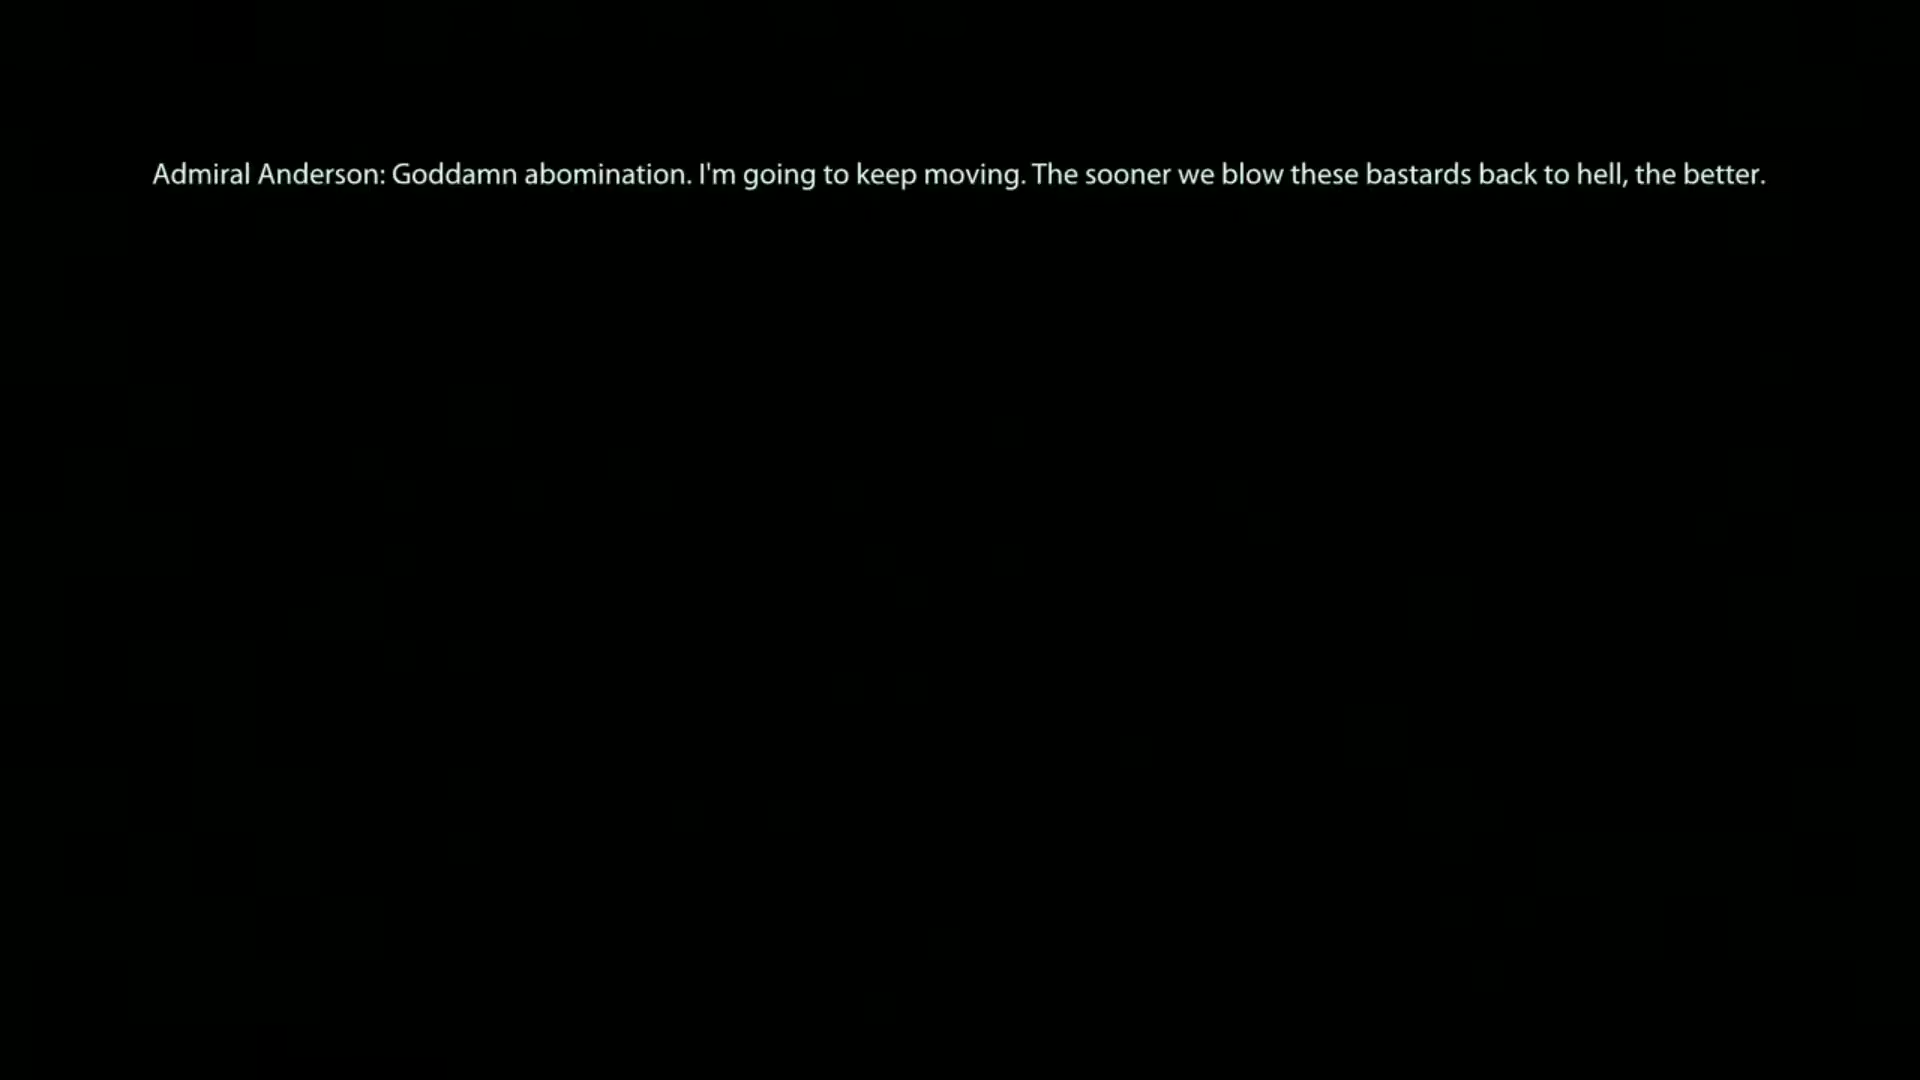 Admiral Anderson: Goddamn abomination. I'm going to keep moving. The sooner we blow these bastards back to hell, the better.